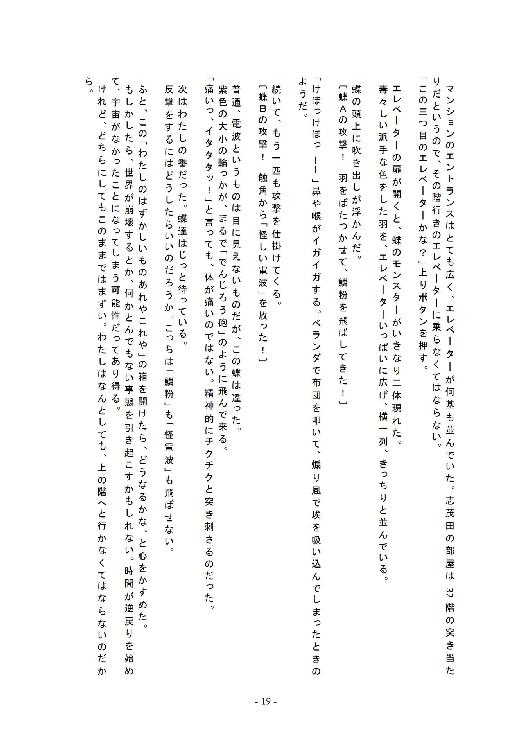 マンションのエントランスはとても広く、エレベーターが何基も並んでいた。志茂田の部屋は 37 階の突き当た
りだというので、その階行きのエレベーターに乗らなくてはならない。
「この三つ目のエレベーターかな?」上りボタンを押す。
エレベーターの扉が開くと、蝶のモンスターがいきなり二体現れた。
毒々しい派手な色をした羽を、エレベーターいっぱいに広げ、横一列、きっちりと並んでいる。
蝶の頭上に吹き出しが浮かんだ。
[蝶Aの攻撃! 羽をばたつかせて、鱗粉を飛ばしてきた!]
「けほっけほっ――」鼻や喉がイガイガする。ベランダで布団を叩いて、煽り風で埃を吸い込んでしまったときの
ようだ。
続いて、もう一匹も攻撃を仕掛けてくる。
[蝶Bの攻撃! 触角から「怪しい電波」を放った!]
普通、電波というものは目に見えないものだが、この蝶は違った。
紫色の大小の輪っかが、まるで「でんじろう砲」のように飛んで来る。
「痛いっ、イタタタッ!」と言っても、体が痛いのではない。精神的にチクチクと突き刺さるのだった。
次はわたしの番だった。蝶達はじっと待っている。
反撃をするにはどうしたらいいのだろうか。こっちは「鱗粉」も「怪電波」も飛ばせない。
ふと、この「わたしのはずかしいものあれやこれや」の箱を開けたら、どうなるかな、と心をかすめた。
もしかしたら、世界が崩壊するとか、何かとんでもない事態を引き起こすかもしれない。時間が逆戻りを始め
て、宇宙がなかったことになってしまう可能性だってあり得る。
けれど、どちらにしてもこのままではまずい。わたしはなんとしても、上の階へと行かなくてはならないのだか
ら。
- 19 -